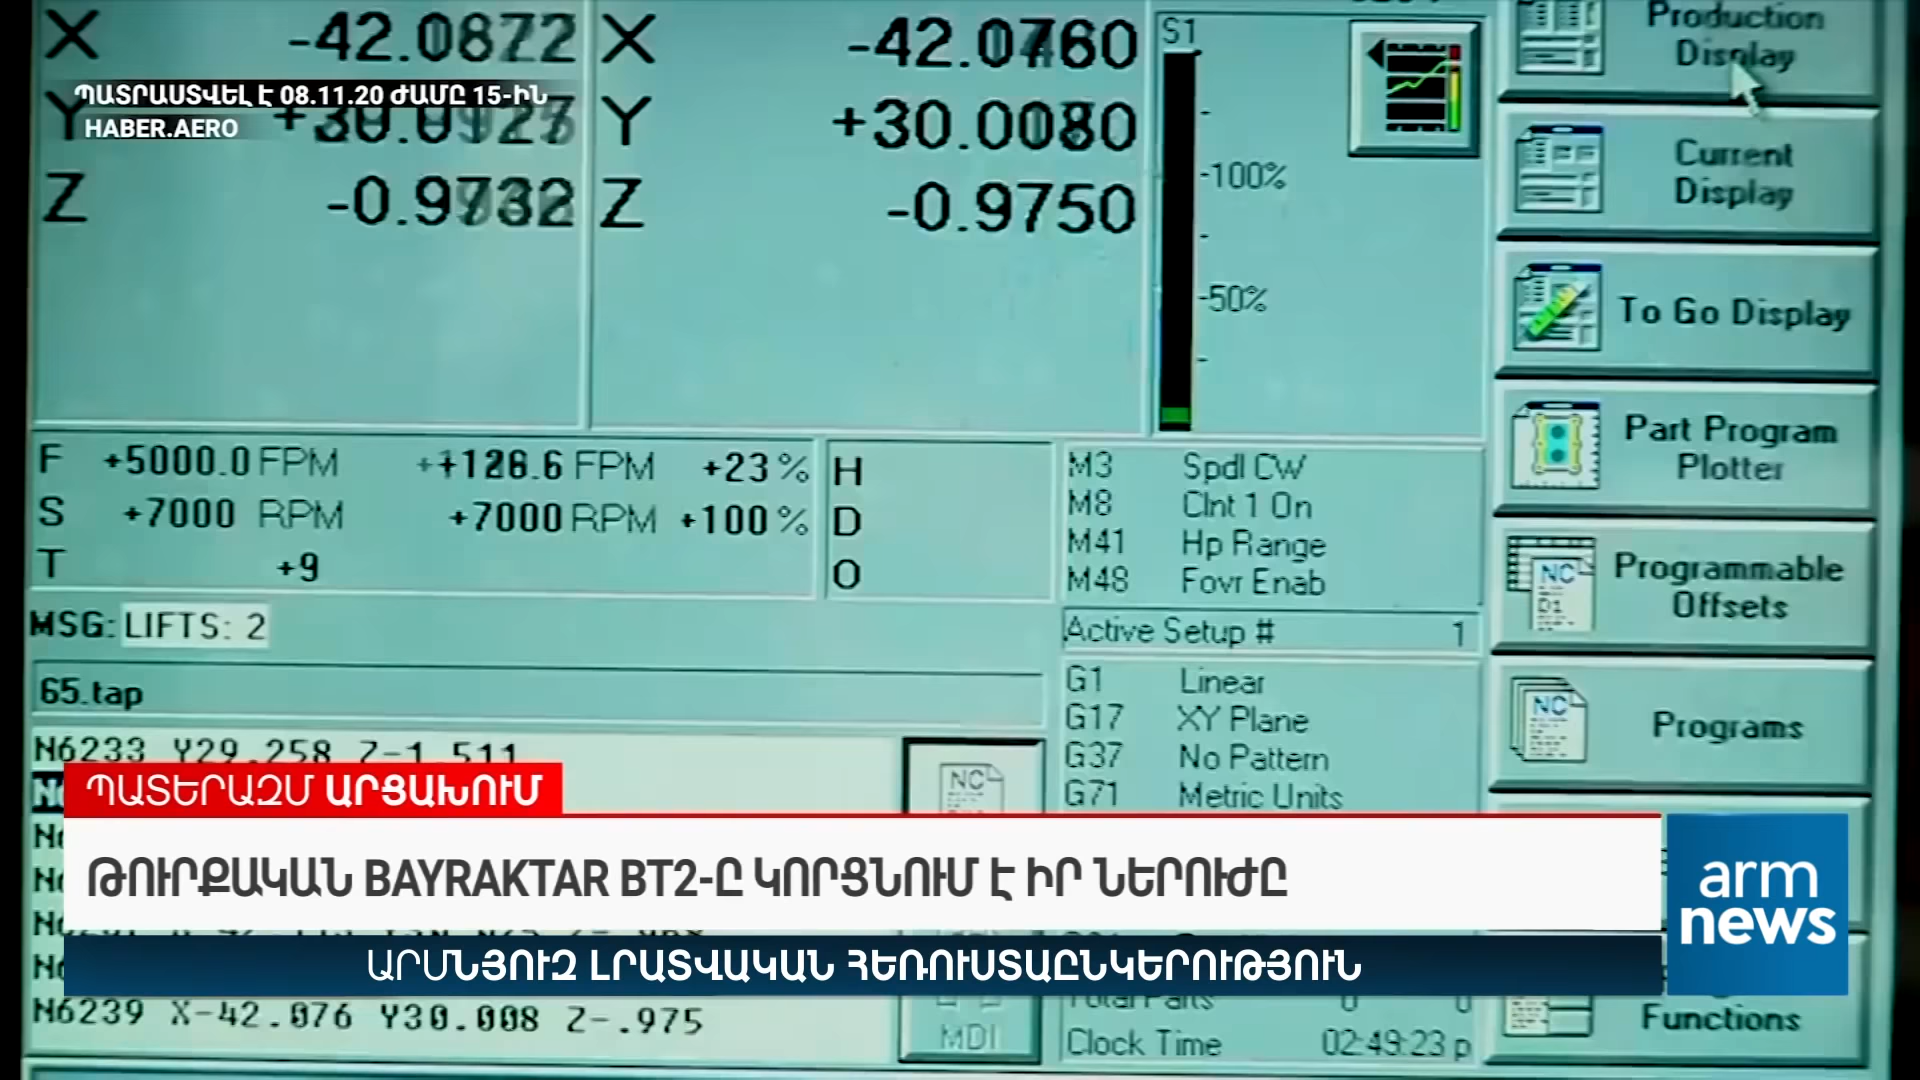 X -42.0872 X -42.0760
ՊԱՏՐԱՍՏՎԵԼ Է 08.11.20 ԺԱՄԸ 15-ԻՆ
HABER.AERO
Y Y +30.0080
Z -0.9732 Z -0.9750
S1
-100%
-50%
Production
Display
Current
Display
To Go Display
Part Program
Plotter
Programmable
Offsets
Programs
Functions
F +5000.0 FPM FPM +23 %
S +7000 RPM +7000 RPM +100 %
T +9
H
D
O
M3 Spdl CW
M8 Clnt 1 On
M41 Hp Range
M48 Fovr Enab
MSG: LIFTS: 2
Active Setup # 1
65.tap
G1 Linear
G17 XY Plane
G37 No Pattern
G71 Metric Units
N6233 Y29.258 Z-1.511
NC
ՊԱՏԵՐԱԶՄ ԱՐՑԱԽՈՒՄ
ԹՈՒՐՔԱԿԱՆ BAYRAKTAR BT2-Ը ԿՈՐՑՆՈՒՄ Է ԻՐ ՆԵՐՈՒԺԸ
arm
news
ԱՐՄՆՅՈՒԶ ԼՐԱՏՎԱԿԱՆ ՀԵՌՈՒՍՏԱԸՆԿԵՐՈՒԹՅՈՒՆ
N6239 X-42.076 Y30.008 Z-.975
MDI
Total Parts 0 0
Clock Time 02:49:23 p